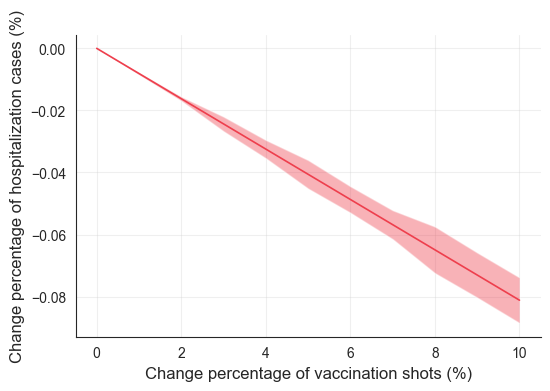 Change percentage of hospitalization cases (%)
0.00
−0.02
−0.04
−0.06
−0.08
0 2 4 6 8 10
Change percentage of vaccination shots (%)